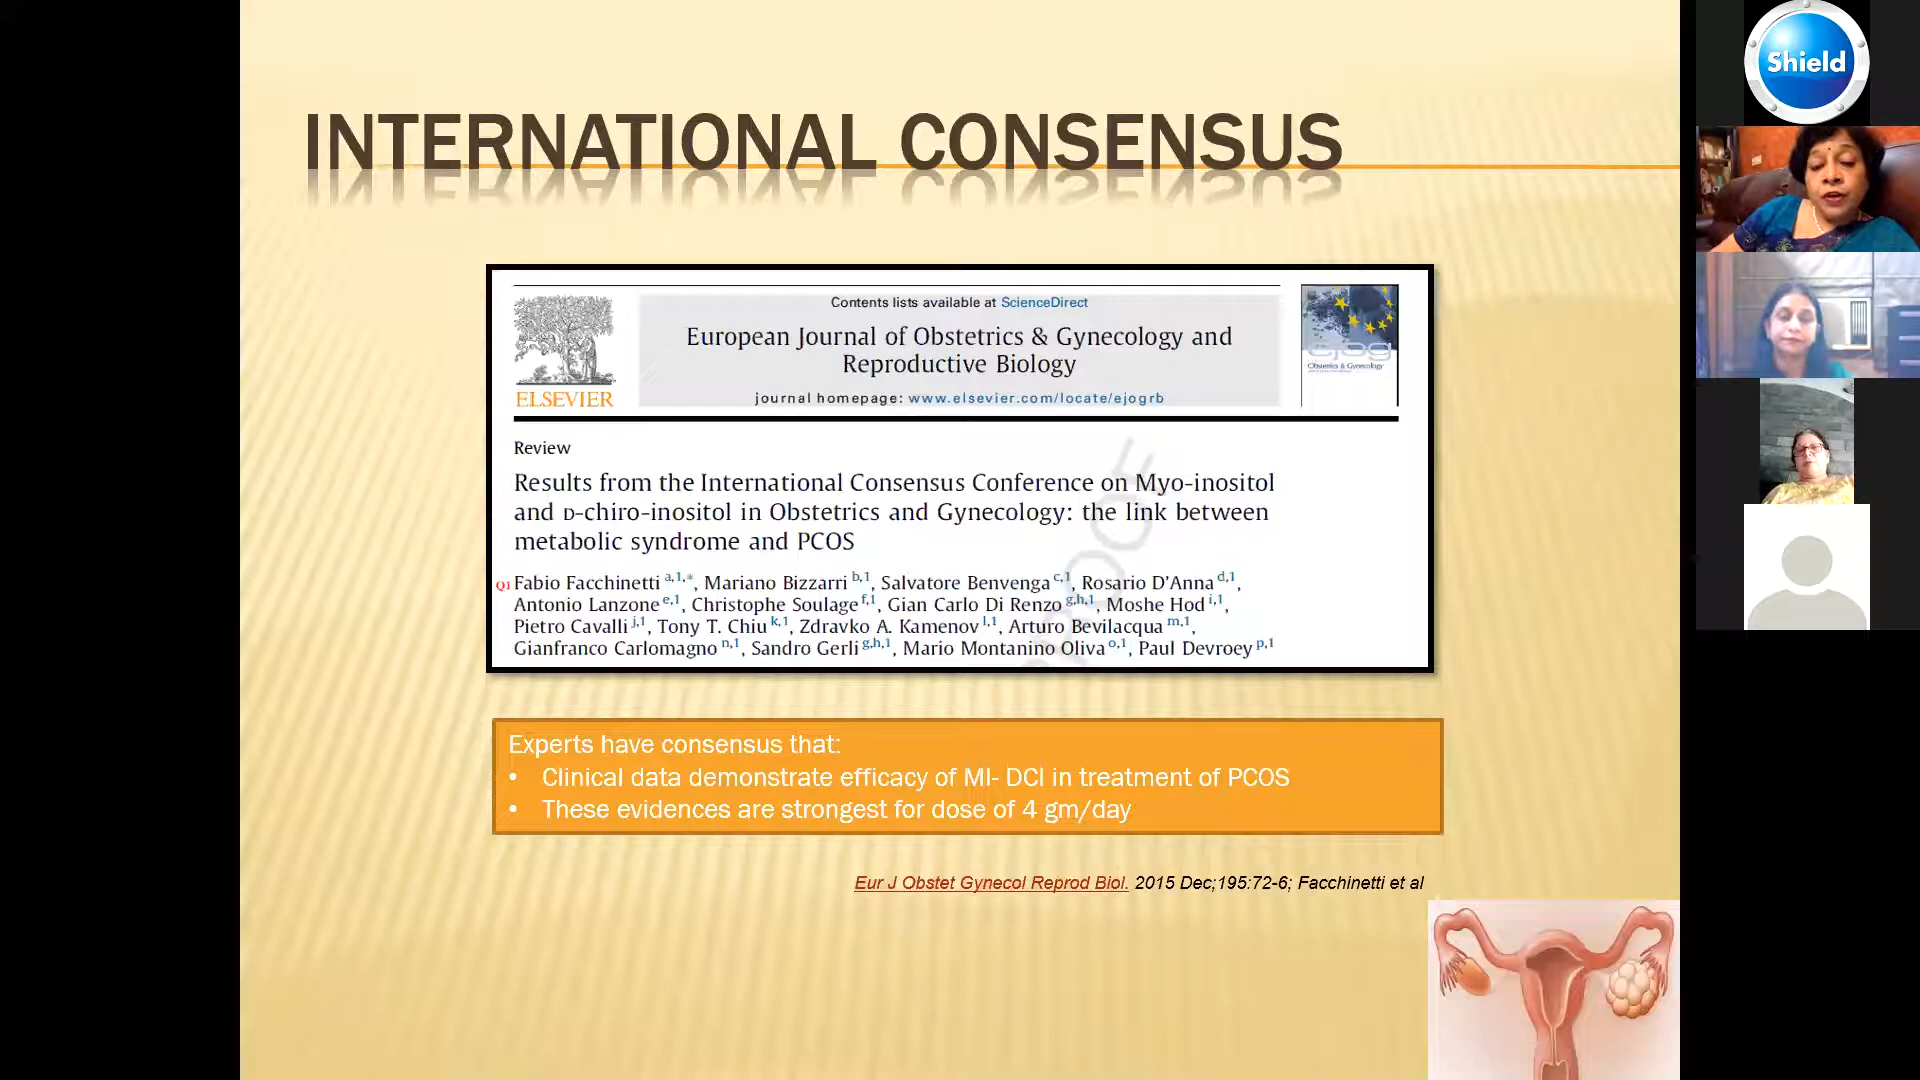 INTERNATIONAL CONSENSUS
Contents lists available at ScienceDirect
European Journal of Obstetrics & Gynecology and
Reproductive Biology
journal homepage: www.elsevier.com/locate/ejogrb
ELSEVIER
ejog
Obstetrics & Gynecology
Review
Results from the International Consensus Conference on Myo-inositol
and D-chiro-inositol in Obstetrics and Gynecology: the link between
metabolic syndrome and PCOS
Q1 Fabio Facchinetti a,1,*, Mariano Bizzarri b,1, Salvatore Benvenga c,1, Rosario D'Anna d,1,
Antonio Lanzone e,1, Christophe Soulage f,1, Gian Carlo Di Renzo g,h,1, Moshe Hod i,1,
Pietro Cavalli j,1, Tony T. Chiu k,1, Zdravko A. Kamenov l,1, Arturo Bevilacqua m,1,
Gianfranco Carlomagno n,1, Sandro Gerli g,h,1, Mario Montanino Oliva o,1, Paul Devroey p,1
Experts have consensus that:
• Clinical data demonstrate efficacy of MI- DCI in treatment of PCOS
• These evidences are strongest for dose of 4 gm/day
Eur J Obstet Gynecol Reprod Biol. 2015 Dec;195:72-6; Facchinetti et al
Shield